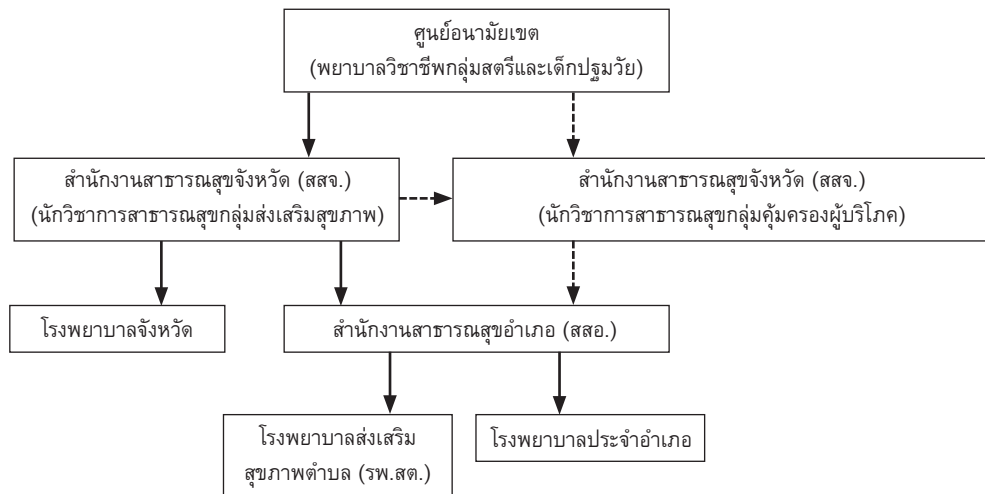 ศูนย์อนามัยเขต
(พยาบาลวิชาชีพกลุ่มสตรีและเด็กปฐมวัย)
สำนักงานสาธารณสุขจังหวัด (สสจ.)
(นักวิชาการสาธารณสุขกลุ่มส่งเสริมสุขภาพ)
สำนักงานสาธารณสุขจังหวัด (สสจ.)
(นักวิชาการสาธารณสุขกลุ่มคุ้มครองผู้บริโภค)
โรงพยาบาลจังหวัด
สำนักงานสาธารณสุขอำเภอ (สสอ.)
โรงพยาบาลส่งเสริม
สุขภาพตำบล (รพ.สต.)
โรงพยาบาลประจำอำเภอ